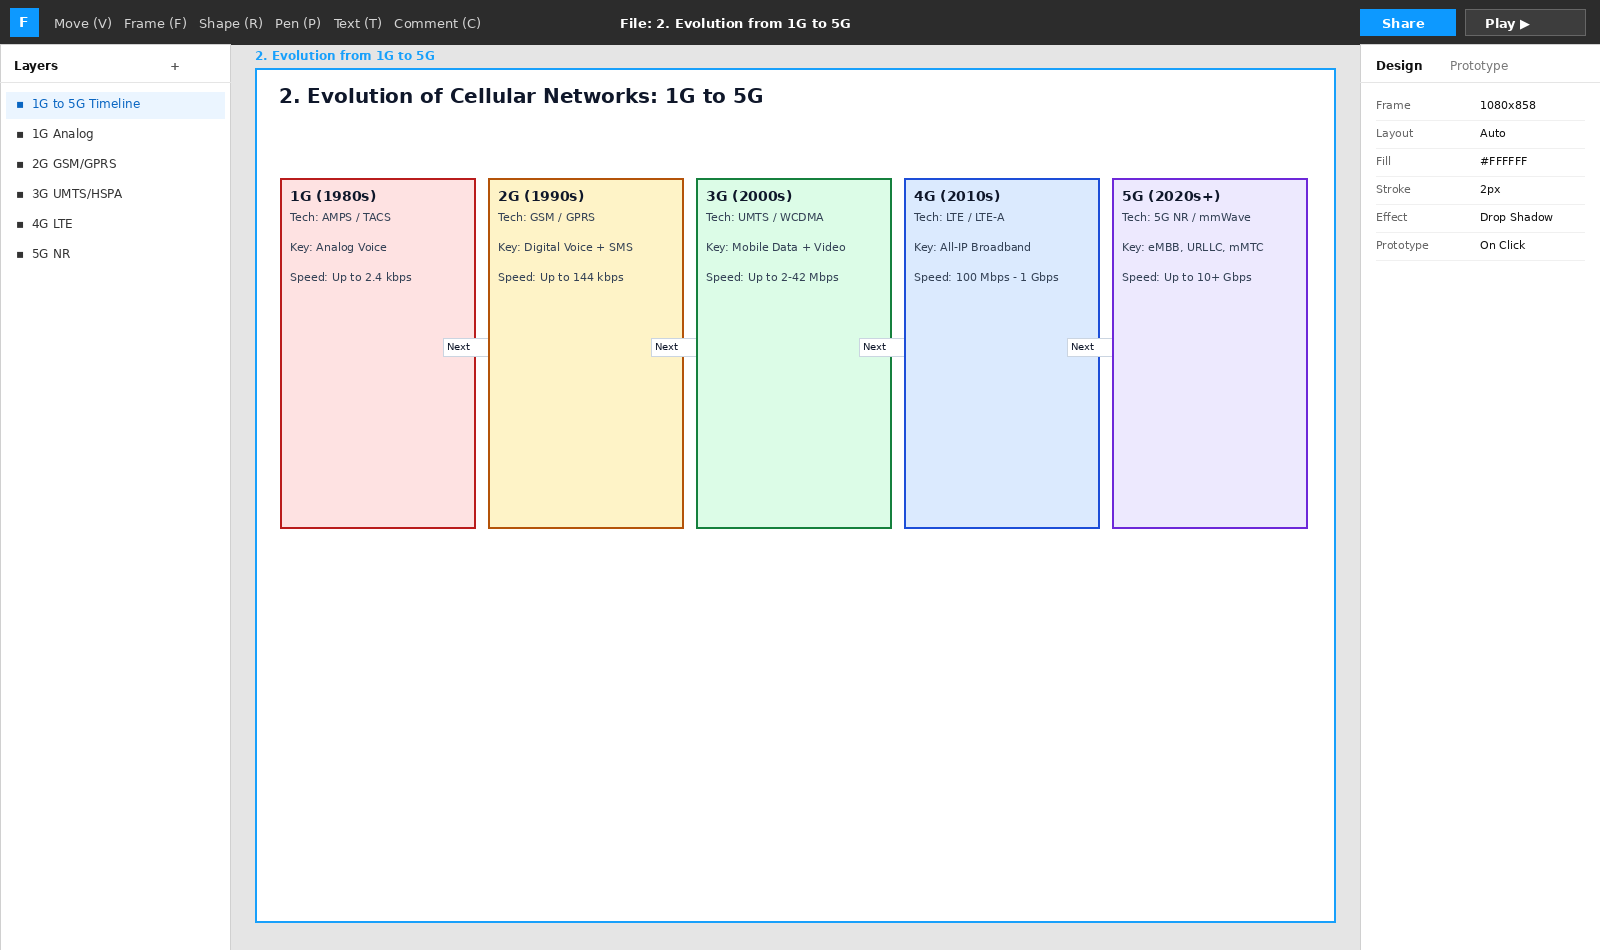 F Move (V) Frame (F) Shape (R) Pen (P) Text (T) Comment (C) File: 2. Evolution from 1G to 5G Share Play ▶
Layers +
1G to 5G Timeline
1G Analog
2G GSM/GPRS
3G UMTS/HSPA
4G LTE
5G NR
2. Evolution from 1G to 5G
2. Evolution of Cellular Networks: 1G to 5G
1G (1980s)
Tech: AMPS / TACS
Key: Analog Voice
Speed: Up to 2.4 kbps
Next
2G (1990s)
Tech: GSM / GPRS
Key: Digital Voice + SMS
Speed: Up to 144 kbps
Next
3G (2000s)
Tech: UMTS / WCDMA
Key: Mobile Data + Video
Speed: Up to 2-42 Mbps
Next
4G (2010s)
Tech: LTE / LTE-A
Key: All-IP Broadband
Speed: 100 Mbps - 1 Gbps
Next
5G (2020s+)
Tech: 5G NR / mmWave
Key: eMBB, URLLC, mMTC
Speed: Up to 10+ Gbps
Design Prototype
Frame 1080x858
Layout Auto
Fill #FFFFFF
Stroke 2px
Effect Drop Shadow
Prototype On Click